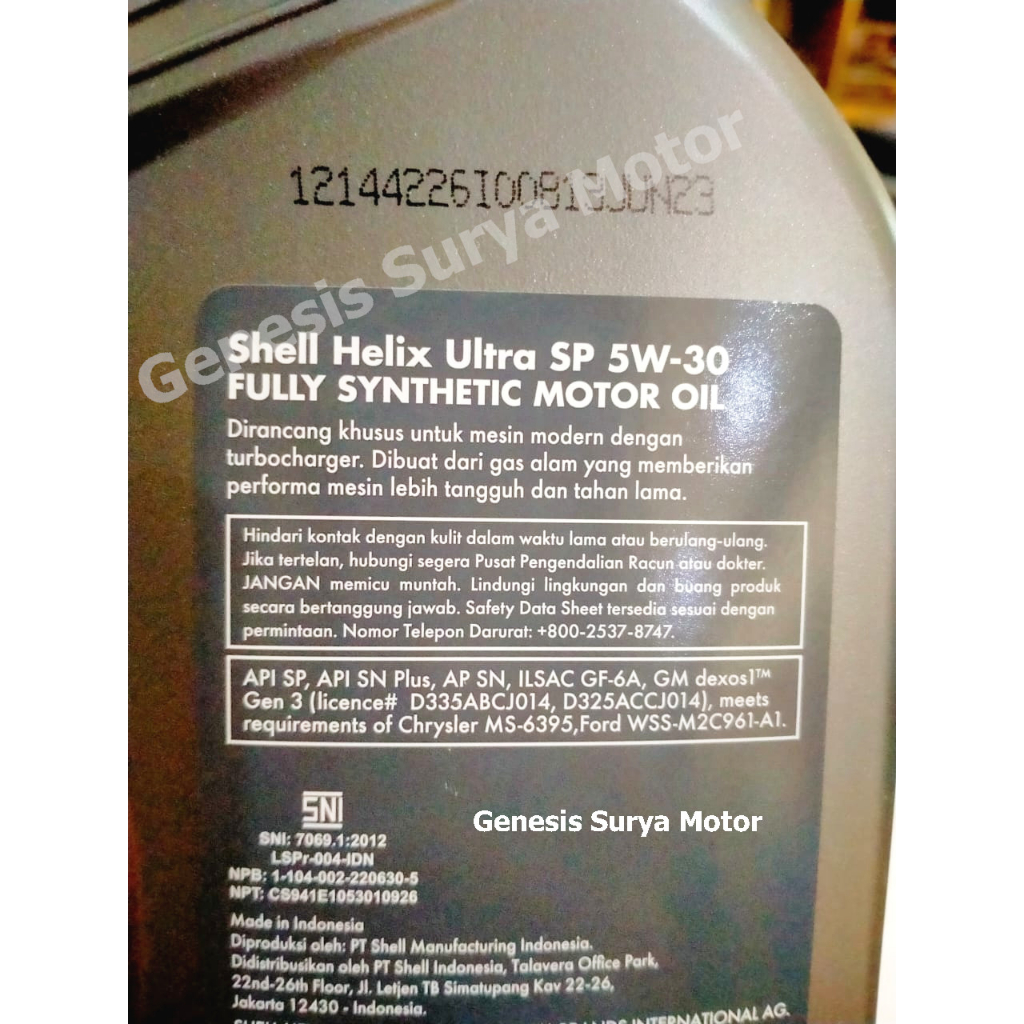 Genesis Surya Motor
Shell Helix Ultra SP 5W-30
FULLY SYNTHETIC MOTOR OIL
Dirancang khusus untuk mesin modern dengan
turbocharger. Dibuat dari gas alam yang memberikan
performa mesin lebih tangguh dan tahan lama.
Hindari kontak dengan kulit dalam waktu lama atau berulang-ulang.
Jika tertelan, hubungi segera Pusat Pengendalian Racun atau dokter.
JANGAN memicu muntah. Lindungi lingkungan dan buang produk
secara bertanggung jawab. Safety Data Sheet tersedia sesuai dengan
permintaan. Nomor Telepon Darurat: +800-2537-8747.
API SP, API SN Plus, AP SN, ILSAC GF-6A, GM dexos1™
Gen 3 (licence# D335ABCJ014, D325ACCJ014), meets
requirements of Chrysler MS-6395,Ford WSS-M2C961-A1.
SNI
Genesis Surya Motor
SNI: 7069.1:2012
LSPr-004-IDN
NPB: 1-104-002-220630-5
NPT: CS941E1053010926
Made in Indonesia
Diproduksi oleh: PT Shell Manufacturing Indonesia.
Didistribusikan oleh PT Shell Indonesia, Talavera Office Park,
22nd-26th Floor, Jl. Letjen TB Simatupang Kav 22-26,
Jakarta 12430 - Indonesia.
INTERNATIONAL AG.